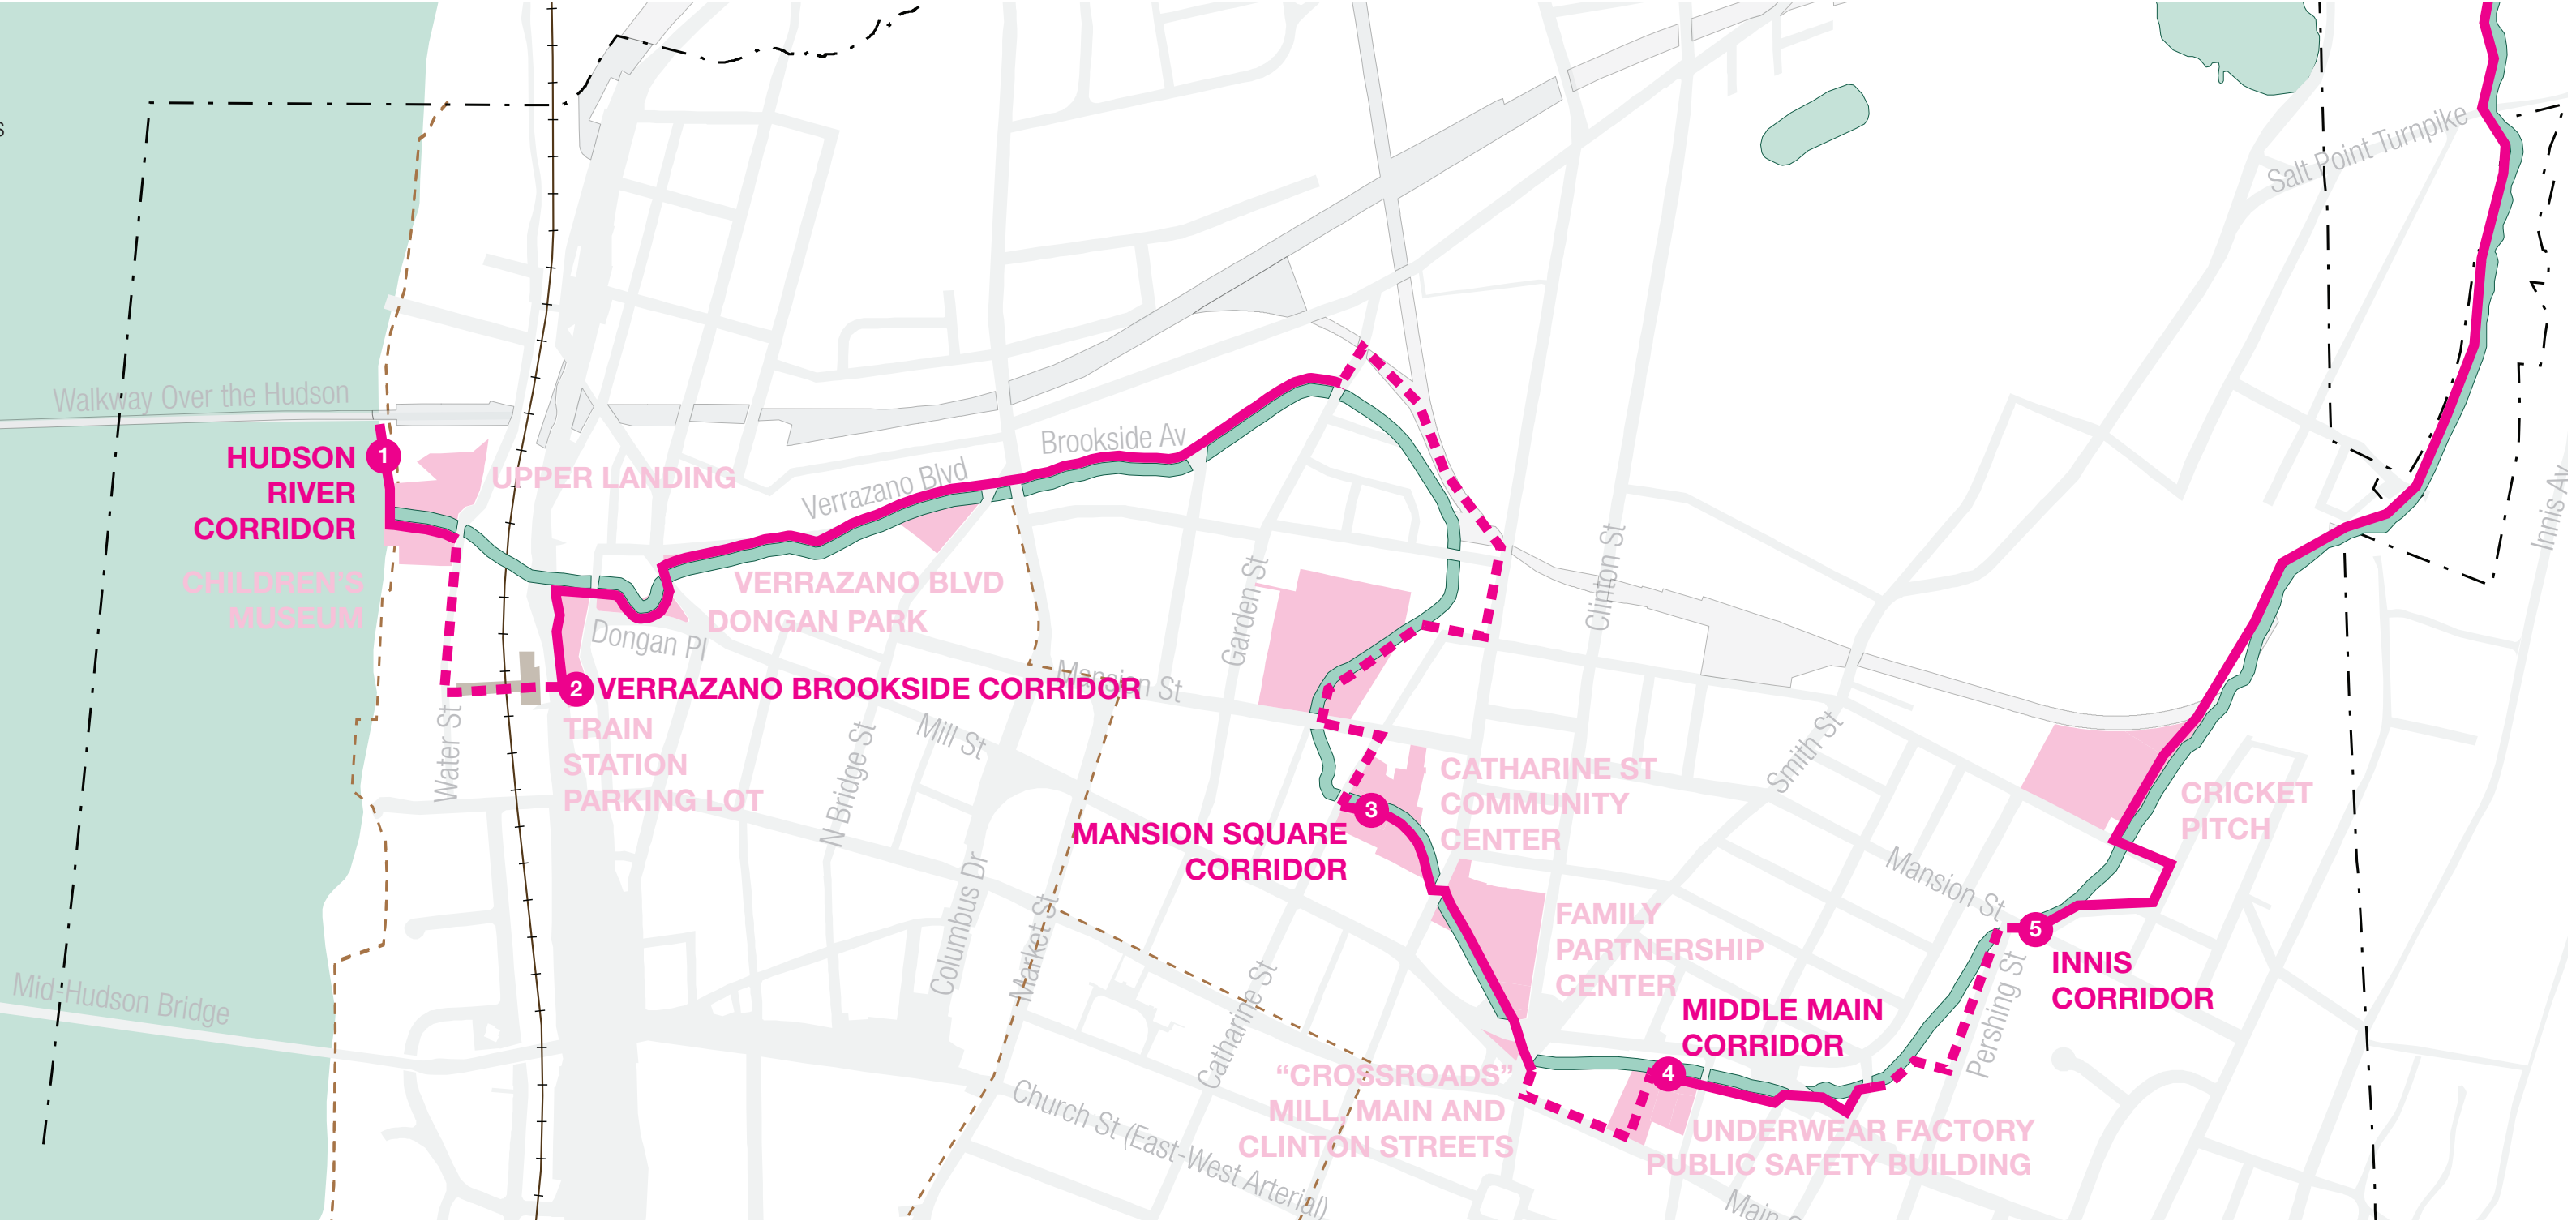 s
Salt Point Turnpike
Walkway Over the Hudson
Brookside Av
Verrazano Blvd
1
HUDSON
RIVER
CORRIDOR
UPPER LANDING
Innis Av
CHILDREN'S
MUSEUM
VERRAZANO BLVD
DONGAN PARK
Dongan Pl
Garden St
Clinton St
Mansion St
2
VERRAZANO BROOKSIDE CORRIDOR
TRAIN
STATION
PARKING LOT
Water St
N Bridge St
Mill St
Smith St
CATHARINE ST
COMMUNITY
CENTER
3
MANSION SQUARE
CORRIDOR
CRICKET
PITCH
Mansion St
Columbus Dr
Market St
FAMILY
PARTNERSHIP
CENTER
5
INNIS
CORRIDOR
Pershing St
Mid-Hudson Bridge
Catharine St
MIDDLE MAIN
CORRIDOR
4
“CROSSROADS”
MILL, MAIN AND
CLINTON STREETS
Church St (East-West Arterial)
UNDERWEAR FACTORY
PUBLIC SAFETY BUILDING
Main S